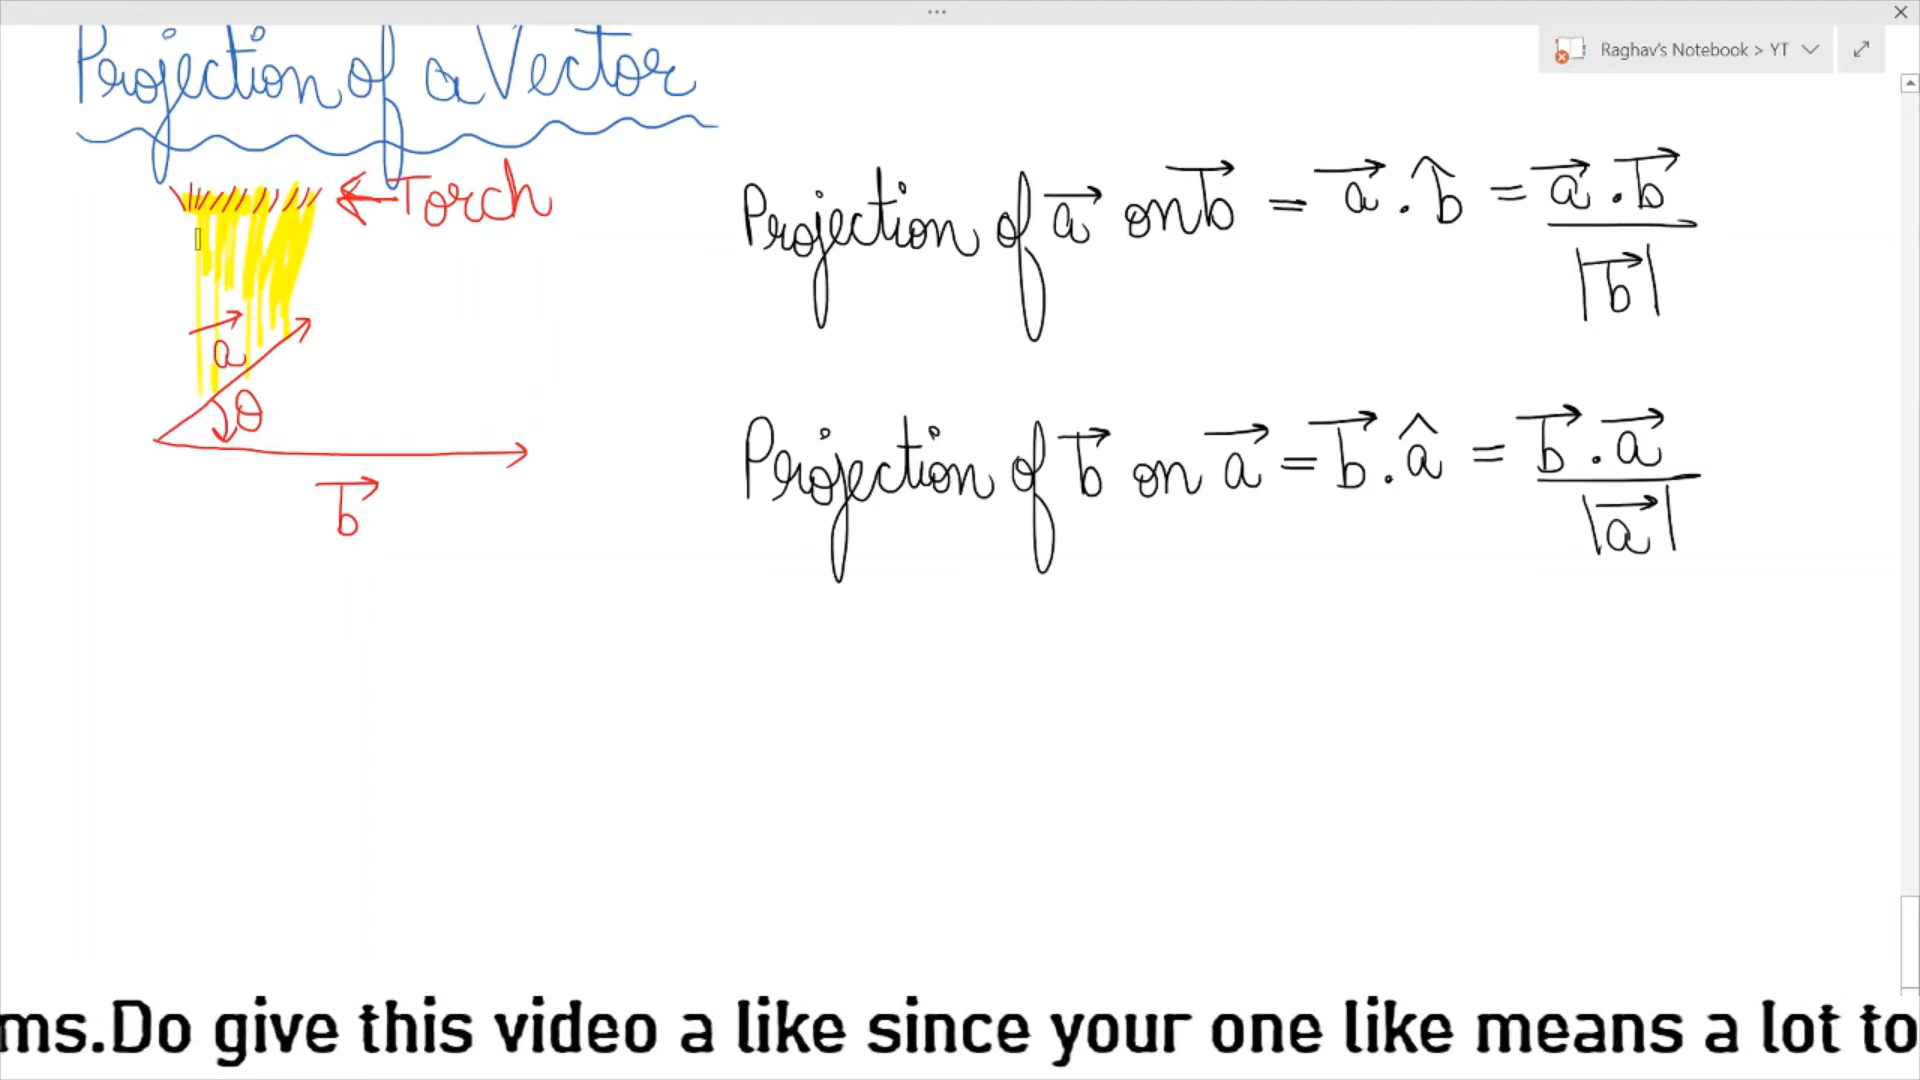 Raghav's Notebook > YT
Projection of a Vector
Torch
Projection of a⃗ on b⃗ = a⃗ . b̂ = a⃗ . b⃗
|b⃗|
a⃗
θ
b⃗
Projection of b⃗ on a⃗ = b⃗ . â = b⃗ . a⃗
|a⃗|
ms.Do give this video a like since your one like means a lot to